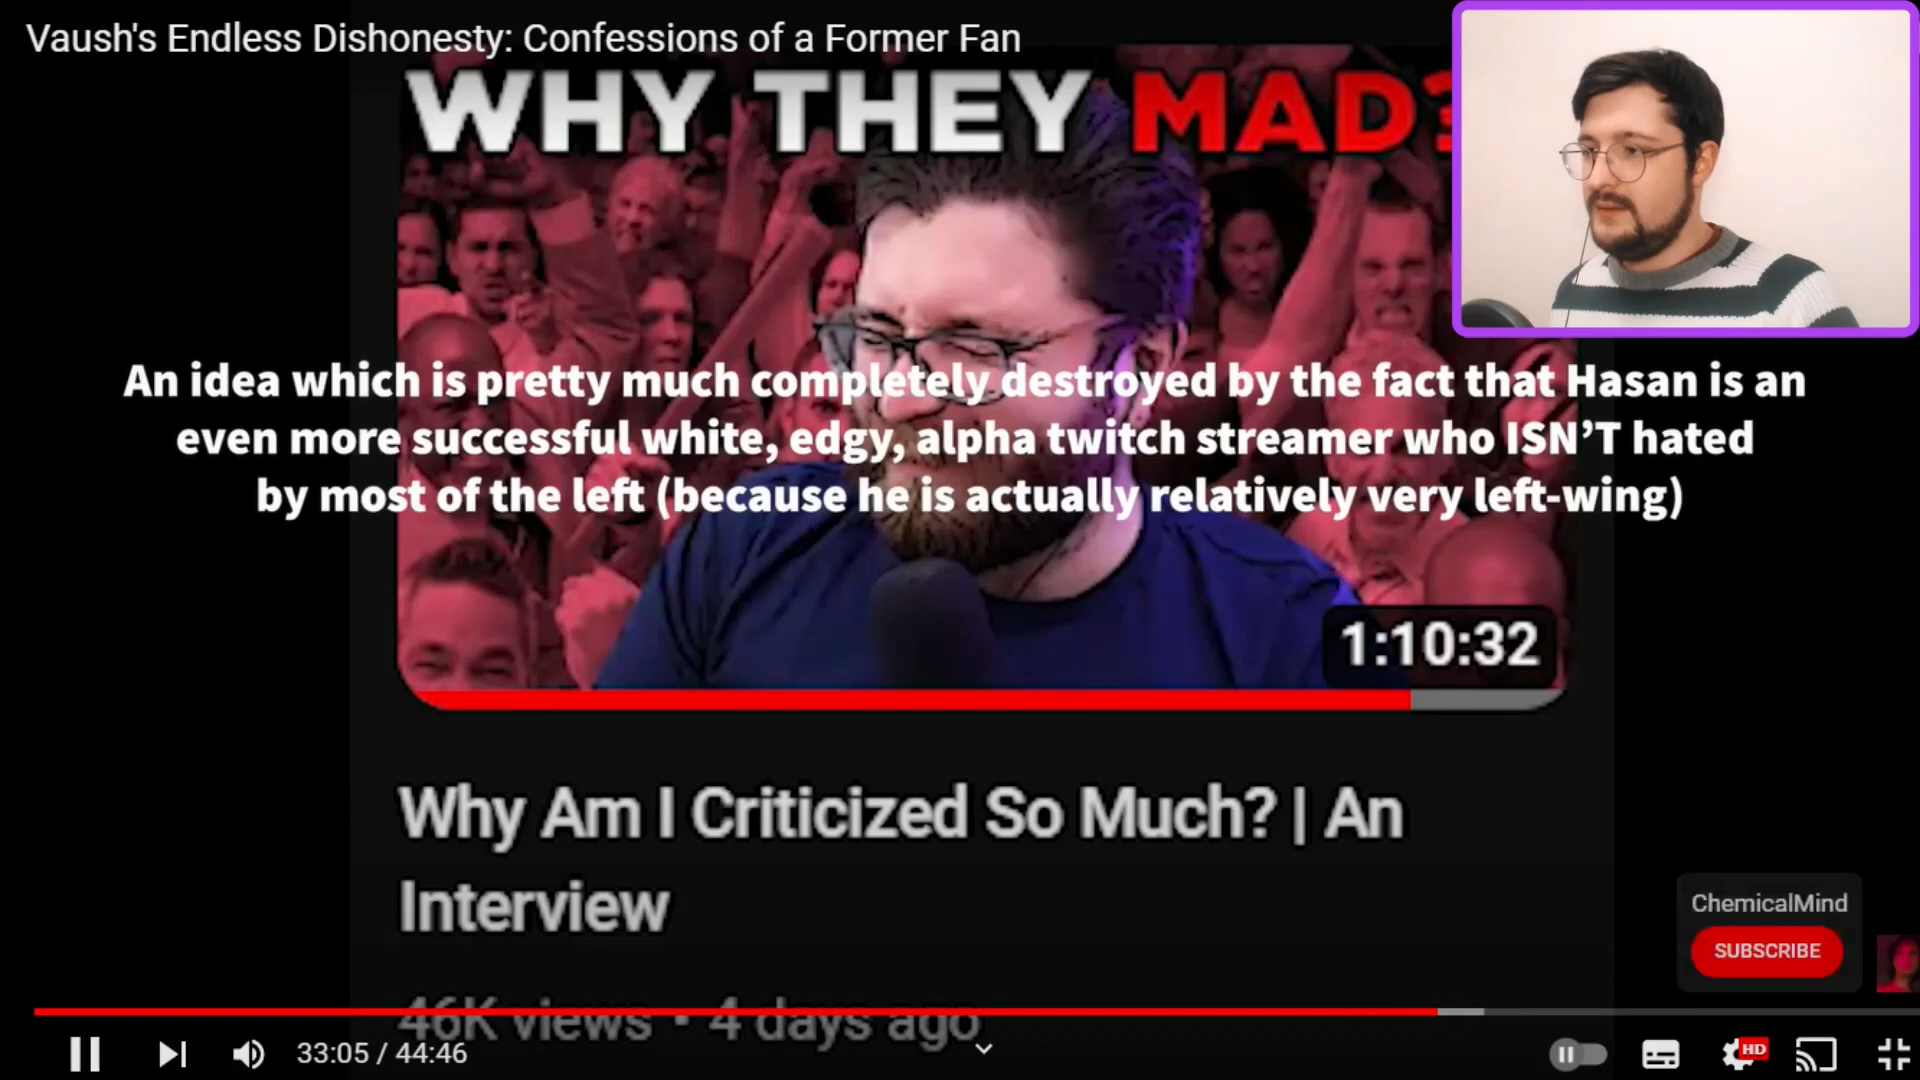 Vaush's Endless Dishonesty: Confessions of a Former Fan
WHY THEY MAD?
An idea which is pretty much completely destroyed by the fact that Hasan is an
even more successful white, edgy, alpha twitch streamer who ISN'T hated
by most of the left (because he is actually relatively very left-wing)
1:10:32
Why Am I Criticized So Much? | An
Interview
46K views • 4 days ago
ChemicalMind
SUBSCRIBE
33:05 / 44:46
HD